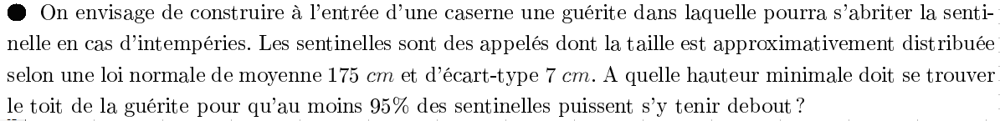 ● On envisage de construire à l'entrée d'une caserne une guérite dans laquelle pourra s'abriter la senti-
nelle en cas d'intempéries. Les sentinelles sont des appelés dont la taille est approximativement distribuée
selon une loi normale de moyenne 175 cm et d'écart-type 7 cm. A quelle hauteur minimale doit se trouver
le toit de la guérite pour qu'au moins 95% des sentinelles puissent s'y tenir debout ?